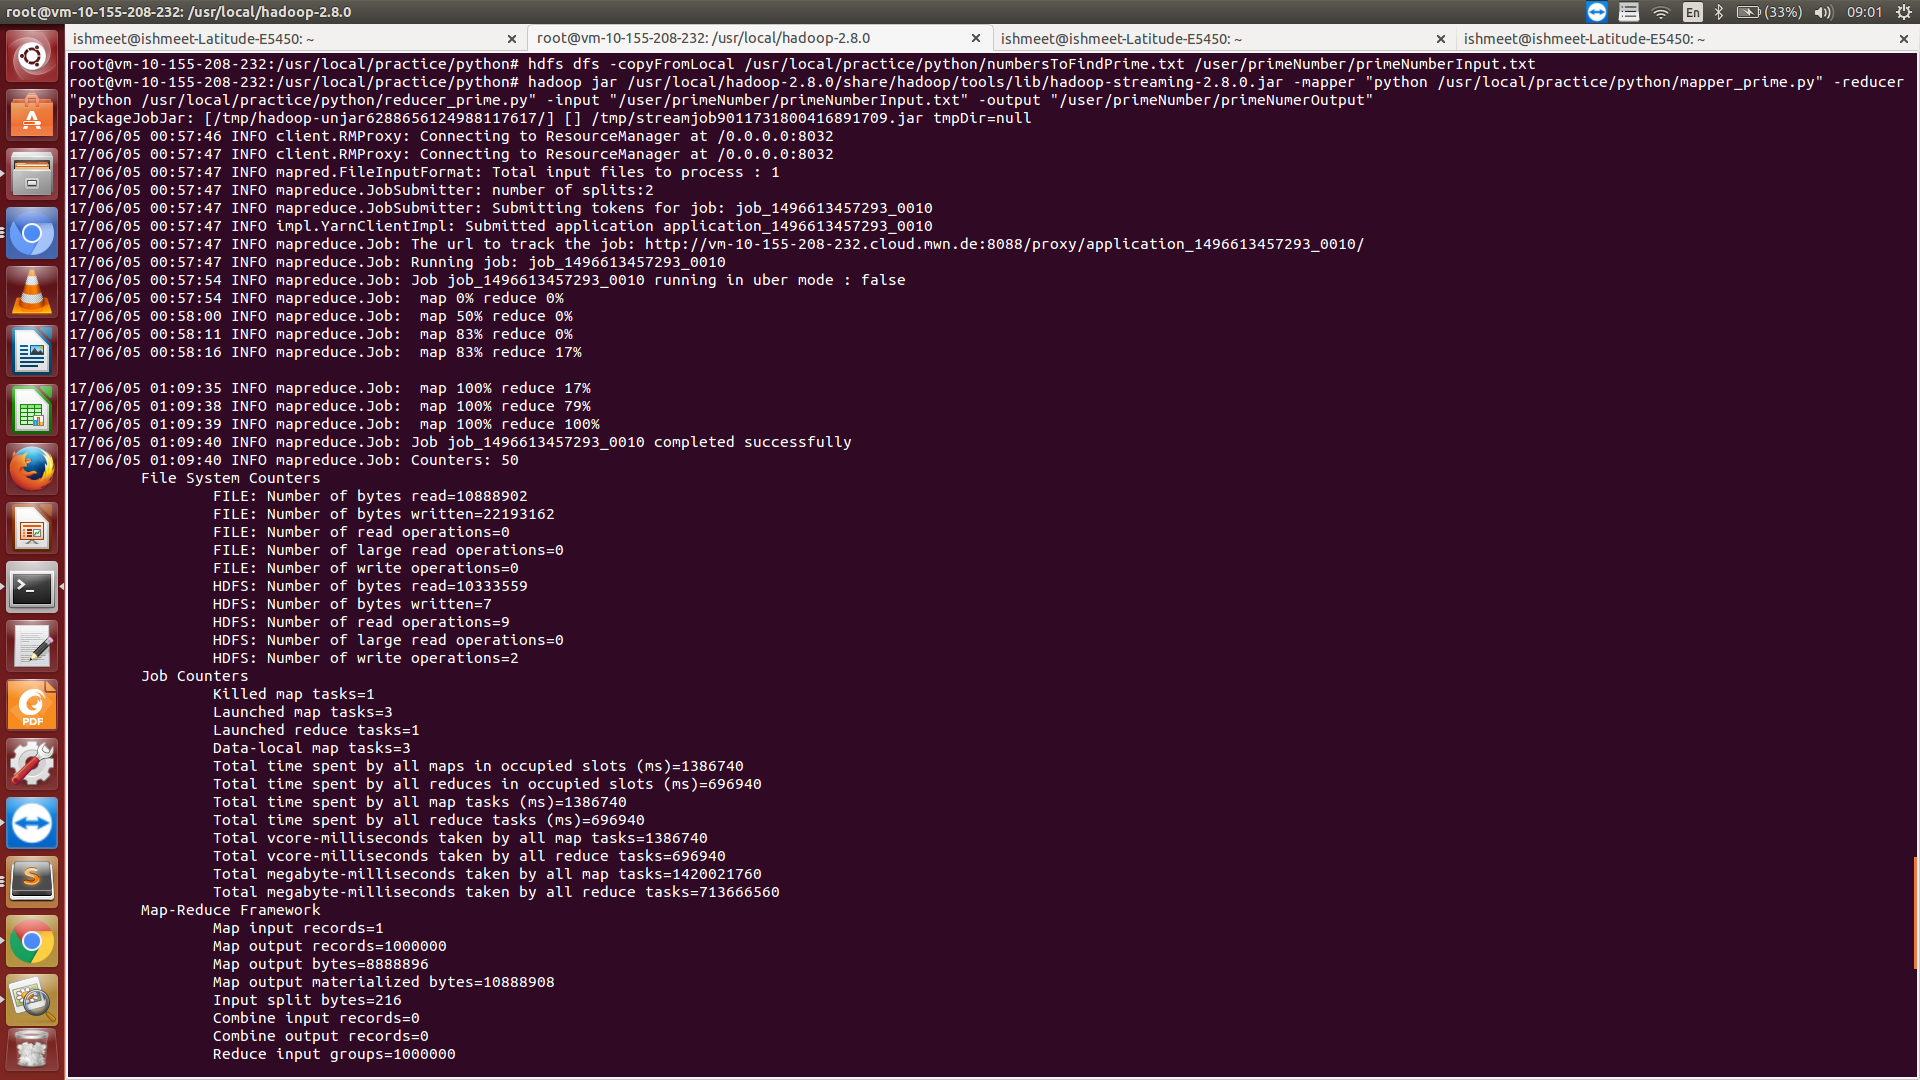 root@vm-10-155-208-232: /usr/local/hadoop-2.8.0
En
(33%)
09:01
ishmeet@ishmeet-Latitude-E5450: ~
root@vm-10-155-208-232: /usr/local/hadoop-2.8.0
ishmeet@ishmeet-Latitude-E5450: ~
ishmeet@ishmeet-Latitude-E5450: ~
root@vm-10-155-208-232:/usr/local/practice/python# hdfs dfs -copyFromLocal /usr/local/practice/python/numbersToFindPrime.txt /user/primeNumber/primeNumberInput.txt
root@vm-10-155-208-232:/usr/local/practice/python# hadoop jar /usr/local/hadoop-2.8.0/share/hadoop/tools/lib/hadoop-streaming-2.8.0.jar -mapper "python /usr/local/practice/python/mapper_prime.py" -reducer
"python /usr/local/practice/python/reducer_prime.py" -input "/user/primeNumber/primeNumberInput.txt" -output "/user/primeNumber/primeNumerOutput"
packageJobJar: [/tmp/hadoop-unjar6288656124988117617/] [] /tmp/streamjob9011731800416891709.jar tmpDir=null
17/06/05 00:57:46 INFO client.RMProxy: Connecting to ResourceManager at /0.0.0.0:8032
17/06/05 00:57:47 INFO client.RMProxy: Connecting to ResourceManager at /0.0.0.0:8032
17/06/05 00:57:47 INFO mapred.FileInputFormat: Total input files to process : 1
17/06/05 00:57:47 INFO mapreduce.JobSubmitter: number of splits:2
17/06/05 00:57:47 INFO mapreduce.JobSubmitter: Submitting tokens for job: job_1496613457293_0010
17/06/05 00:57:47 INFO impl.YarnClientImpl: Submitted application application_1496613457293_0010
17/06/05 00:57:47 INFO mapreduce.Job: The url to track the job: http://vm-10-155-208-232.cloud.mwn.de:8088/proxy/application_1496613457293_0010/
17/06/05 00:57:47 INFO mapreduce.Job: Running job: job_1496613457293_0010
17/06/05 00:57:54 INFO mapreduce.Job: Job job_1496613457293_0010 running in uber mode : false
17/06/05 00:57:54 INFO mapreduce.Job:  map 0% reduce 0%
17/06/05 00:58:00 INFO mapreduce.Job:  map 50% reduce 0%
17/06/05 00:58:11 INFO mapreduce.Job:  map 83% reduce 0%
17/06/05 00:58:16 INFO mapreduce.Job:  map 83% reduce 17%
17/06/05 01:09:35 INFO mapreduce.Job:  map 100% reduce 17%
17/06/05 01:09:38 INFO mapreduce.Job:  map 100% reduce 79%
17/06/05 01:09:39 INFO mapreduce.Job:  map 100% reduce 100%
17/06/05 01:09:40 INFO mapreduce.Job: Job job_1496613457293_0010 completed successfully
17/06/05 01:09:40 INFO mapreduce.Job: Counters: 50
File System Counters
FILE: Number of bytes read=10888902
FILE: Number of bytes written=22193162
FILE: Number of read operations=0
FILE: Number of large read operations=0
FILE: Number of write operations=0
HDFS: Number of bytes read=10333559
HDFS: Number of bytes written=7
HDFS: Number of read operations=9
HDFS: Number of large read operations=0
HDFS: Number of write operations=2
Job Counters
Killed map tasks=1
Launched map tasks=3
Launched reduce tasks=1
Data-local map tasks=3
Total time spent by all maps in occupied slots (ms)=1386740
Total time spent by all reduces in occupied slots (ms)=696940
Total time spent by all map tasks (ms)=1386740
Total time spent by all reduce tasks (ms)=696940
Total vcore-milliseconds taken by all map tasks=1386740
Total vcore-milliseconds taken by all reduce tasks=696940
Total megabyte-milliseconds taken by all map tasks=1420021760
Total megabyte-milliseconds taken by all reduce tasks=713666560
Map-Reduce Framework
Map input records=1
Map output records=1000000
Map output bytes=8888896
Map output materialized bytes=10888908
Input split bytes=216
Combine input records=0
Combine output records=0
Reduce input groups=1000000
PDF